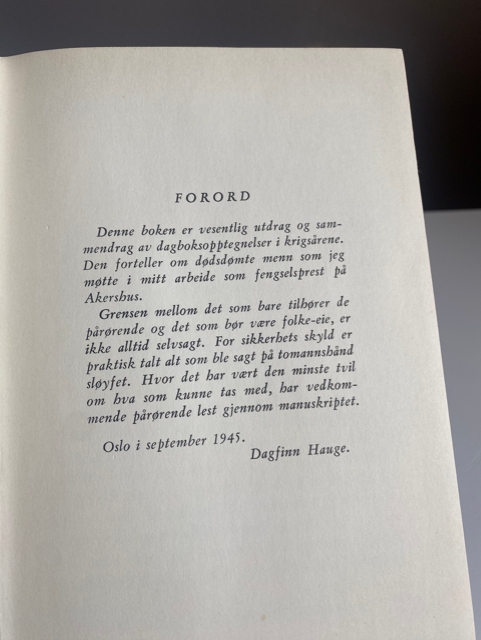 FORORD
Denne boken er vesentlig utdrag og sam-
mendrag av dagboksopptegnelser i krigsårene.
Den forteller om dødsdømte menn som jeg
møtte i mitt arbeide som fengselsprest på
Akershus.
Grensen mellom det som bare tilhører de
pårørende og det som bør være folke-eie, er
ikke alltid selvsagt. For sikkerhets skyld er
praktisk talt alt som ble sagt på tomannshånd
sløyfet. Hvor det har vært den minste tvil
om hva som kunne tas med, har vedkom-
mende pårørende lest gjennom manuskriptet.
Oslo i september 1945.
Dagfinn Hauge.